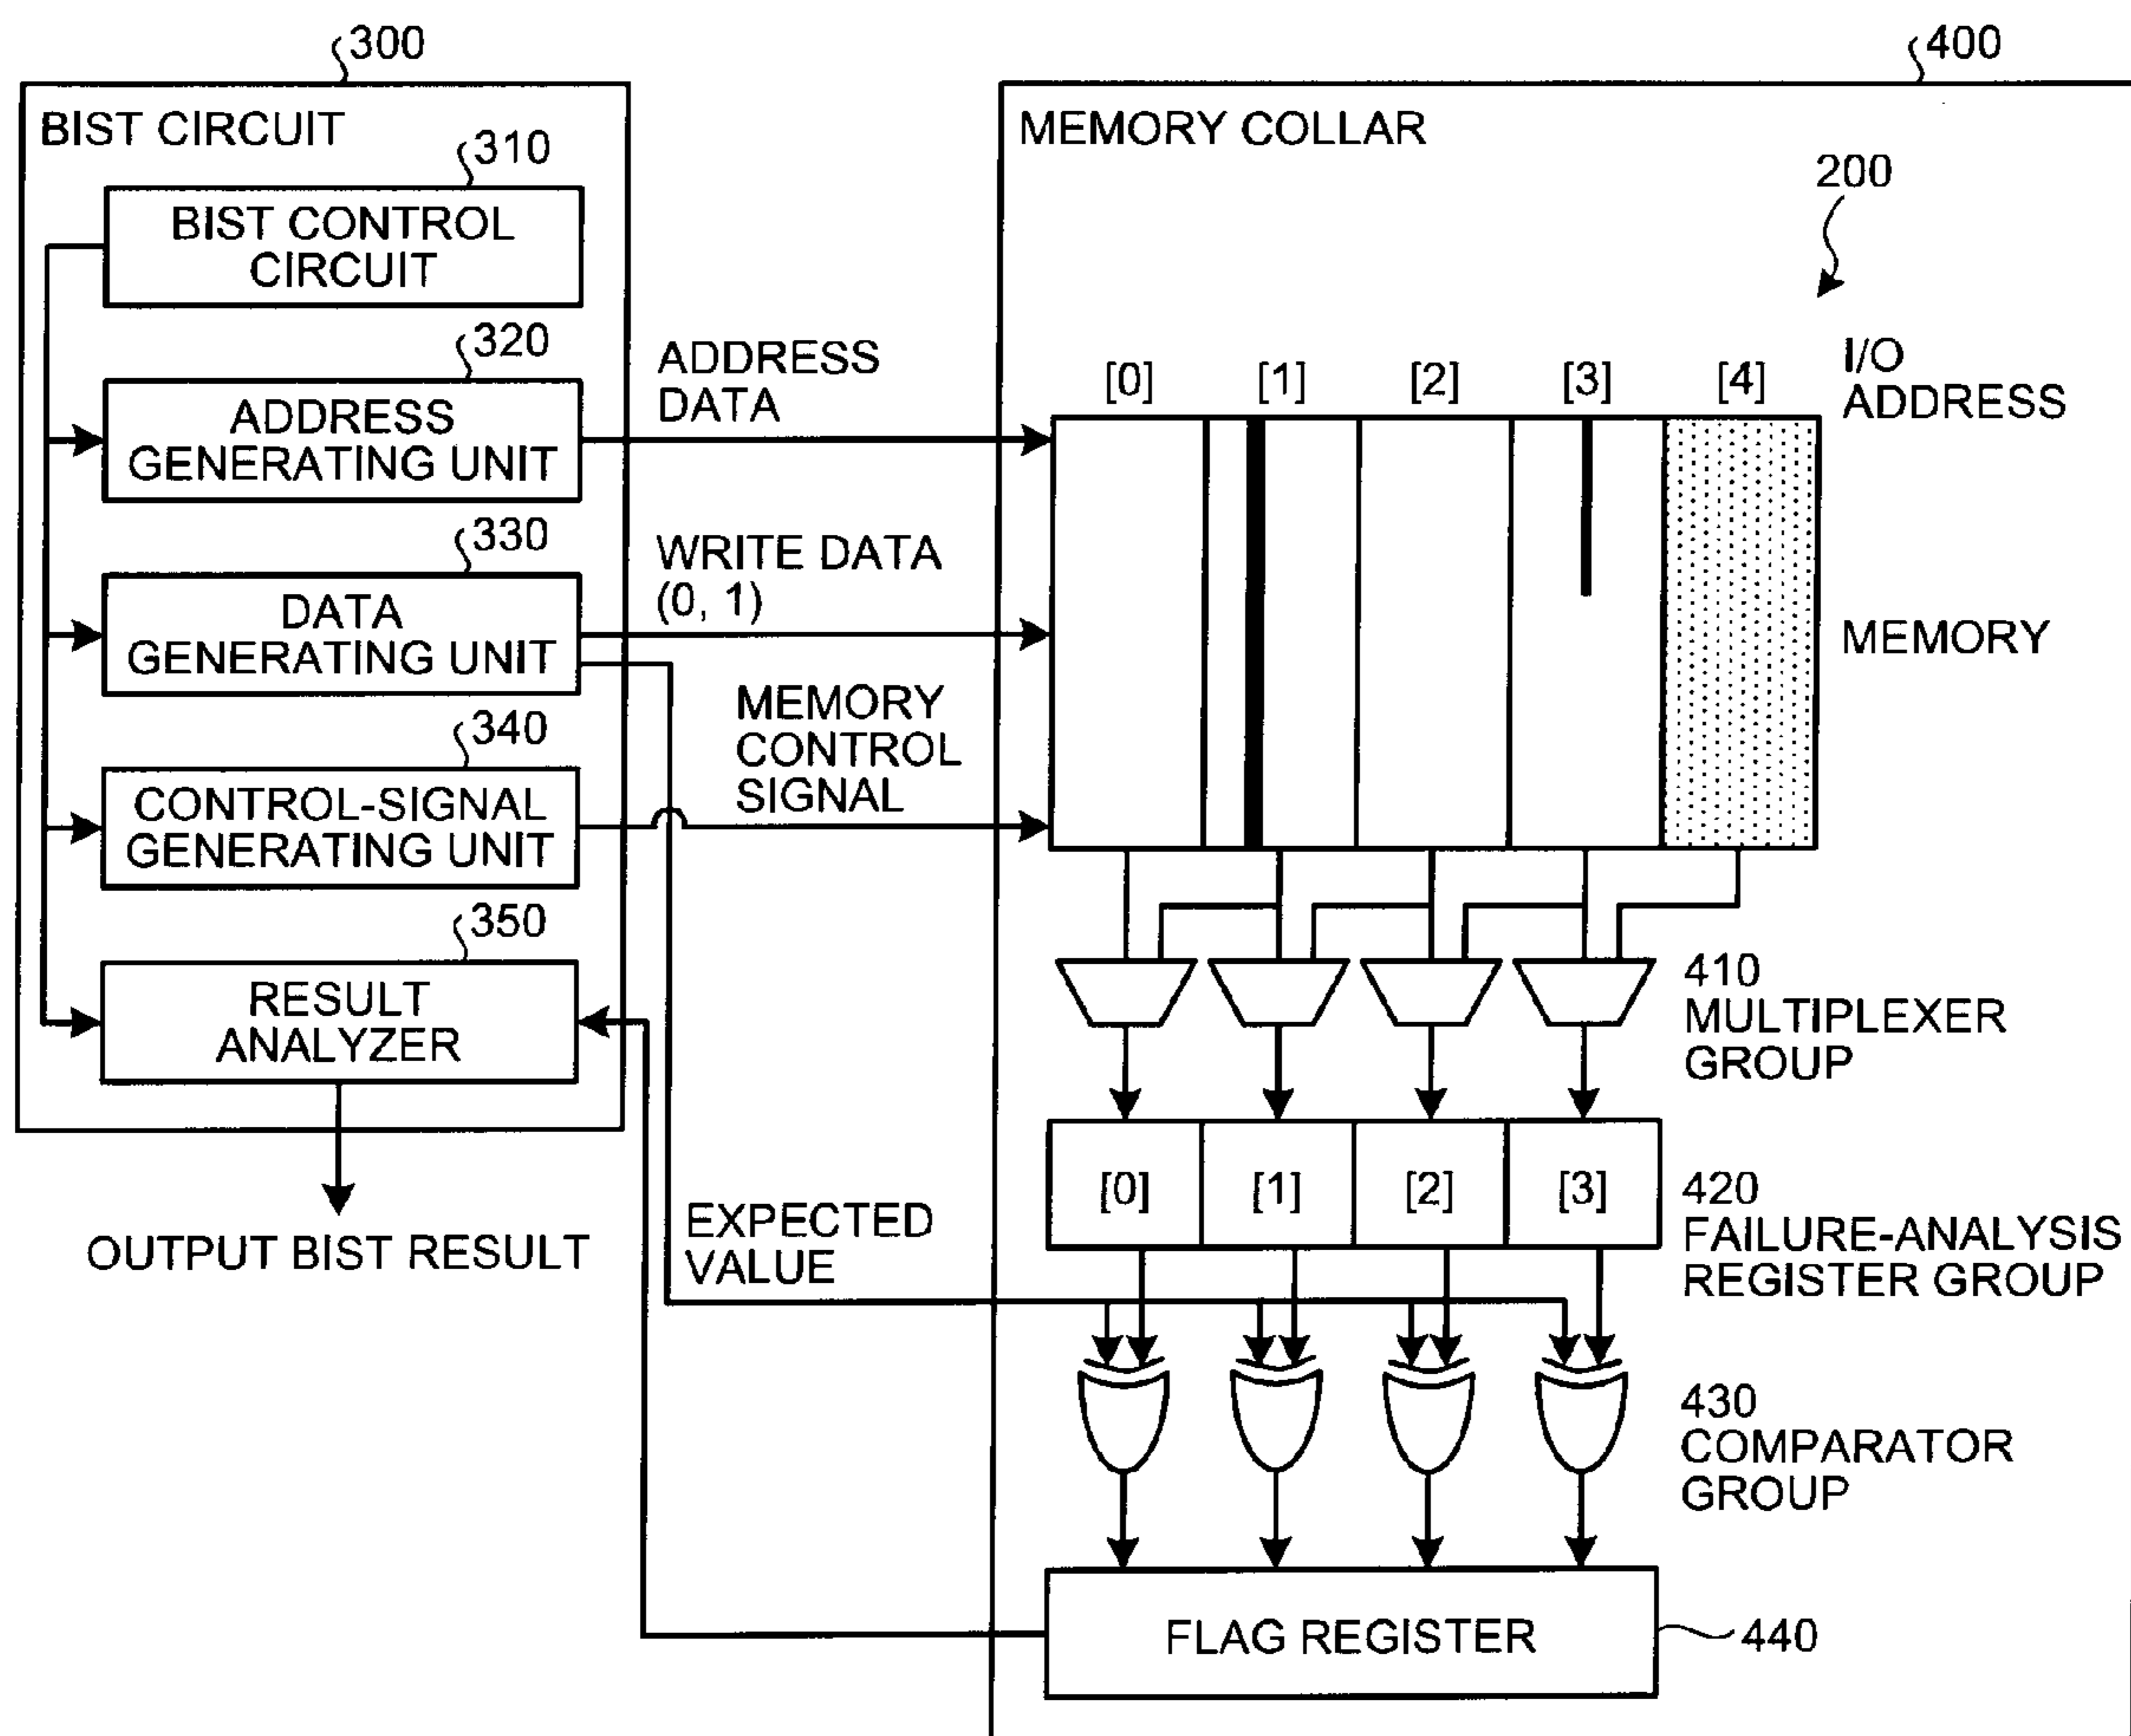 300
BIST CIRCUIT
310
BIST CONTROL
CIRCUIT
320
ADDRESS
GENERATING UNIT
330
DATA
GENERATING UNIT
340
CONTROL-SIGNAL
GENERATING UNIT
350
RESULT
ANALYZER
OUTPUT BIST RESULT
ADDRESS
DATA
WRITE DATA
(0, 1)
MEMORY
CONTROL
SIGNAL
EXPECTED
VALUE
400
MEMORY COLLAR
200
I/O
ADDRESS
[0] [1] [2] [3] [4]
MEMORY
410
MULTIPLEXER
GROUP
[0] [1] [2] [3]
420
FAILURE-ANALYSIS
REGISTER GROUP
430
COMPARATOR
GROUP
FLAG REGISTER
440